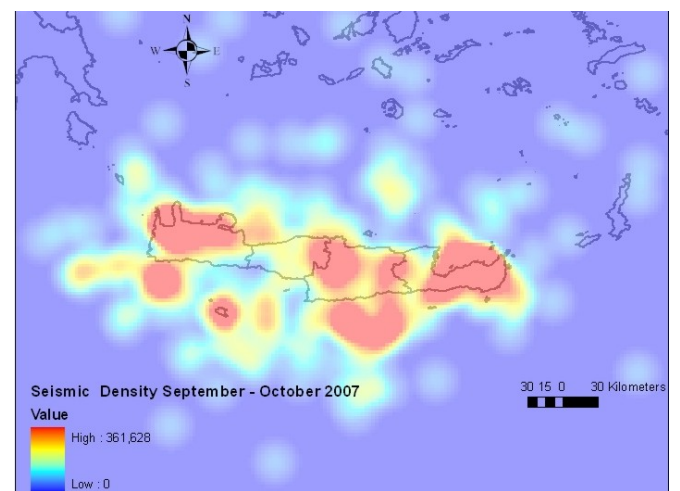 N
W E
S
Seismic Density September - October 2007
Value
High : 361,628
Low : 0
30 15 0 30 Kilometers